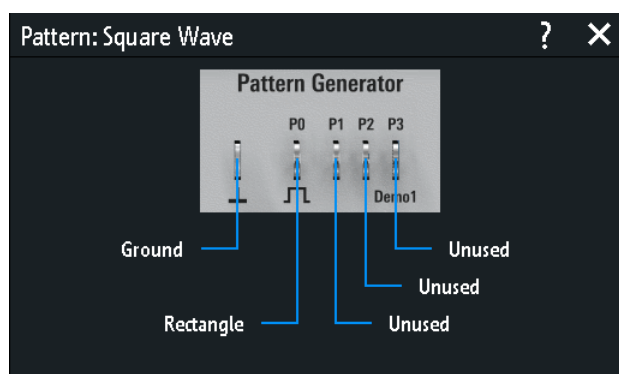 Pattern: Square Wave ? ✕
Pattern Generator
P0 P1 P2 P3
Demo1
Ground Unused
Unused
Rectangle Unused